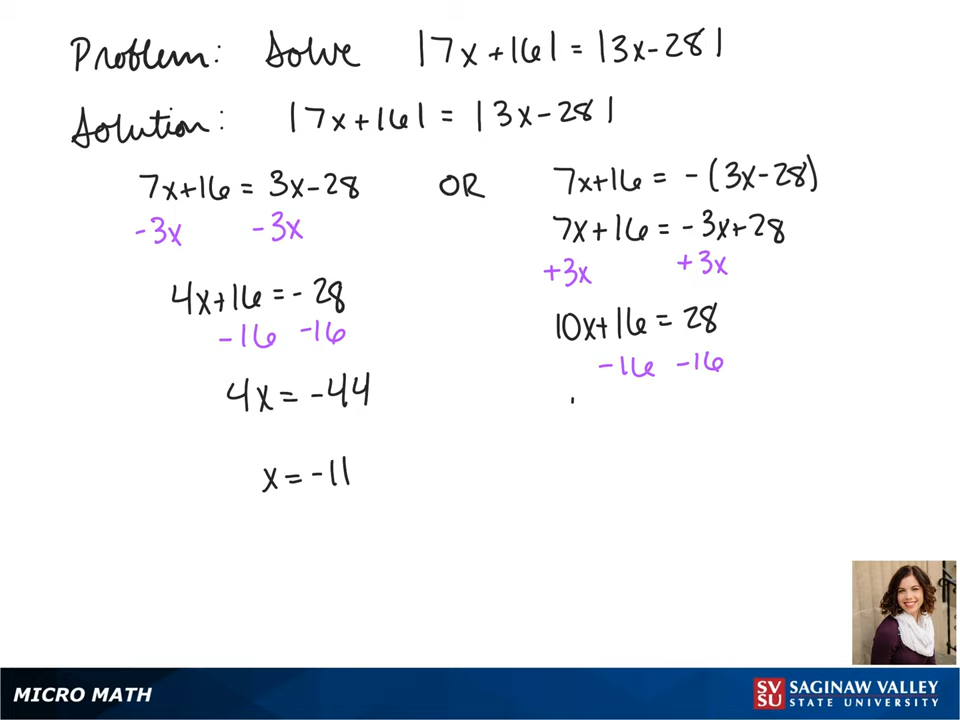 Problem: Solve |7x+16| = |3x-28|
Solution: |7x+16| = |3x-28|
7x+16 = 3x-28 OR 7x+16 = -(3x-28)
-3x -3x
7x+16 = -3x+28
+3x +3x
4x+16 = -28
10x+16 = 28
-16 -16
-16 -16
4x = -44
x = -11
MICRO MATH
SVSU SAGINAW VALLEY
STATE UNIVERSITY